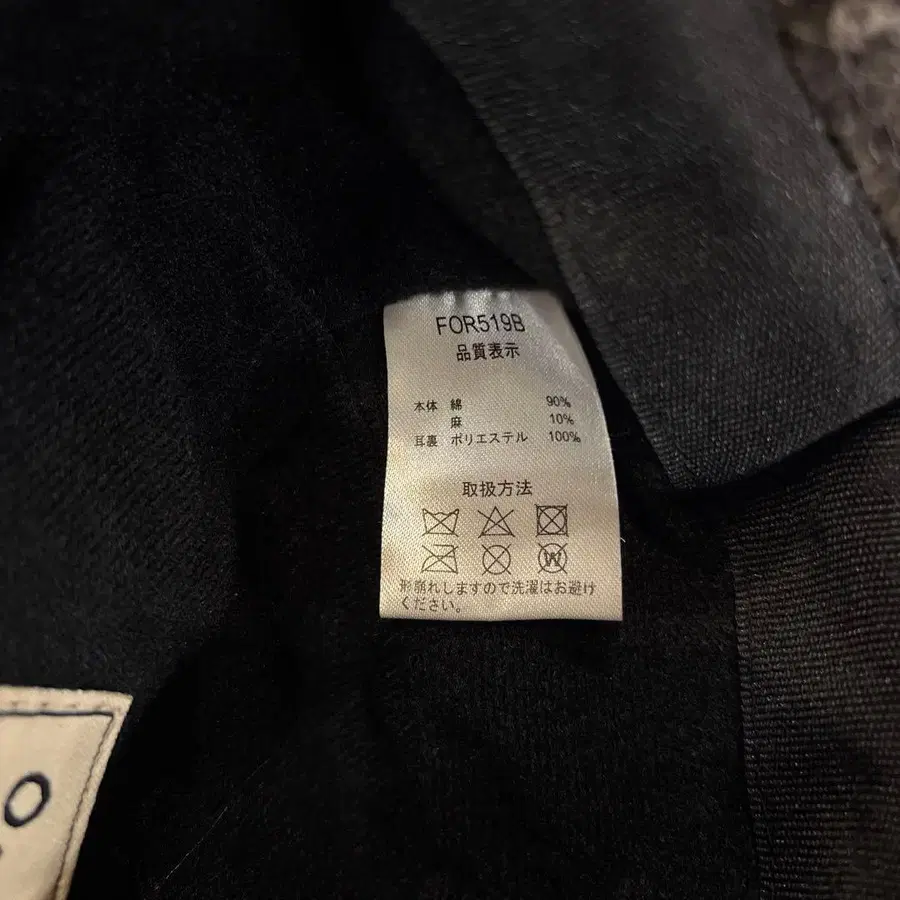 FOR519B
品質表示
本体 綿 90%
麻 10%
耳裏 ポリエステル 100%
取扱方法
W
形崩れしますので洗濯はお避け
ください。
O